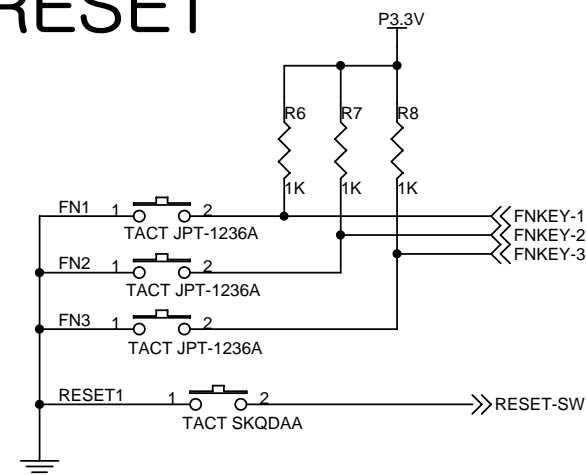 RESET
P3.3V
R6 R7 R8
1K 1K 1K
FN1 1 2 FNKEY-1
TACT JPT-1236A
FNKEY-2
FNKEY-3
FN2 1 2
TACT JPT-1236A
FN3 1 2
TACT JPT-1236A
RESET1 1 2 RESET-SW
TACT SKQDAA